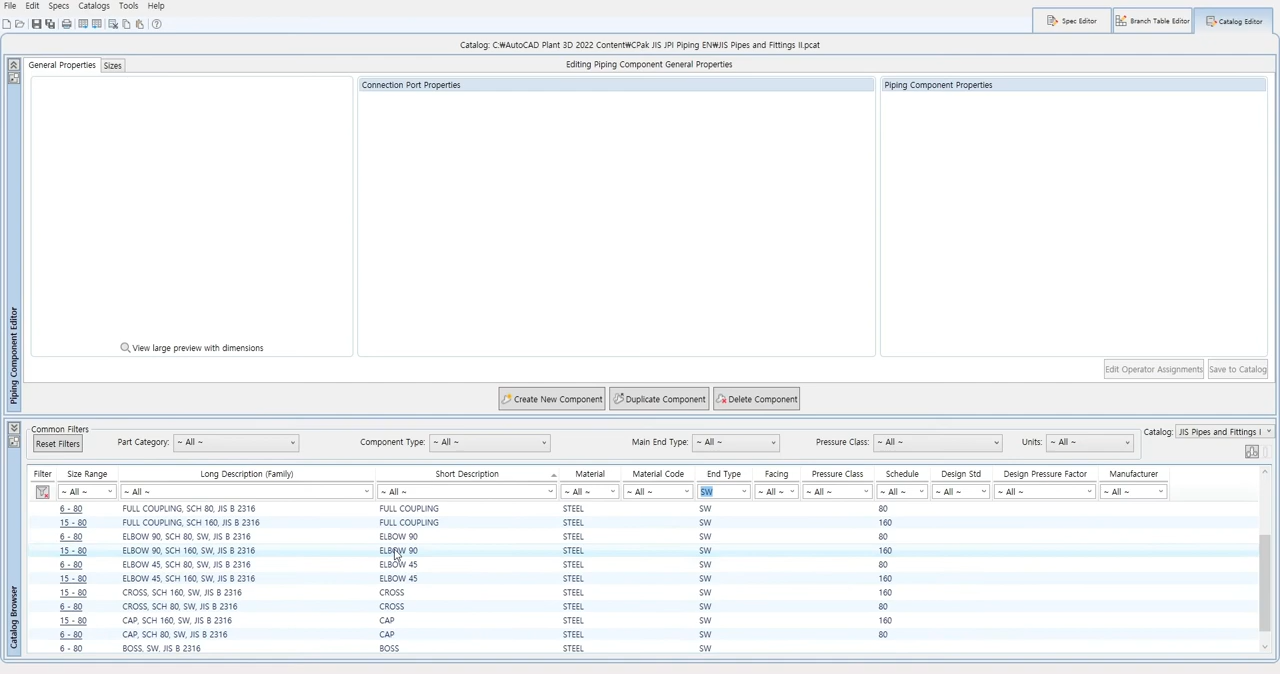 File Edit Specs Catalogs Tools Help
Spec Editor Branch Table Editor Catalog Editor
Catalog: C:₩AutoCAD Plant 3D 2022 Content₩CPak JIS JPI Piping EN₩JIS Pipes and Fittings II.pcat
General Properties Sizes Editing Piping Component General Properties
Connection Port Properties Piping Component Properties
View large preview with dimensions
Piping Component Editor
Edit Operator Assignments Save to Catalog
Create New Component Duplicate Component Delete Component
Common Filters
Catalog: JIS Pipes and Fittings I
Reset Filters Part Category: ~ All ~ Component Type: ~ All ~ Main End Type: ~ All ~ Pressure Class: ~ All ~ Units: ~ All ~
Filter Size Range Long Description (Family) Short Description Material Material Code End Type Facing Pressure Class Schedule Design Std Design Pressure Factor Manufacturer
~ All ~ ~ All ~ ~ All ~ ~ All ~ ~ All ~ SW ~ All ~ ~ All ~ ~ All ~ ~ All ~ ~ All ~ ~ All ~
6 - 80 FULL COUPLING, SCH 80, JIS B 2316 FULL COUPLING STEEL SW 80
15 - 80 FULL COUPLING, SCH 160, JIS B 2316 FULL COUPLING STEEL SW 160
6 - 80 ELBOW 90, SCH 80, SW, JIS B 2316 ELBOW 90 STEEL SW 80
15 - 80 ELBOW 90, SCH 160, SW, JIS B 2316 ELBOW 90 STEEL SW 160
6 - 80 ELBOW 45, SCH 80, SW, JIS B 2316 ELBOW 45 STEEL SW 80
15 - 80 ELBOW 45, SCH 160, SW, JIS B 2316 ELBOW 45 STEEL SW 160
15 - 80 CROSS, SCH 160, SW, JIS B 2316 CROSS STEEL SW 160
6 - 80 CROSS, SCH 80, SW, JIS B 2316 CROSS STEEL SW 80
15 - 80 CAP, SCH 160, SW, JIS B 2316 CAP STEEL SW 160
6 - 80 CAP, SCH 80, SW, JIS B 2316 CAP STEEL SW 80
6 - 80 BOSS, SW, JIS B 2316 BOSS STEEL SW
Catalog Browser